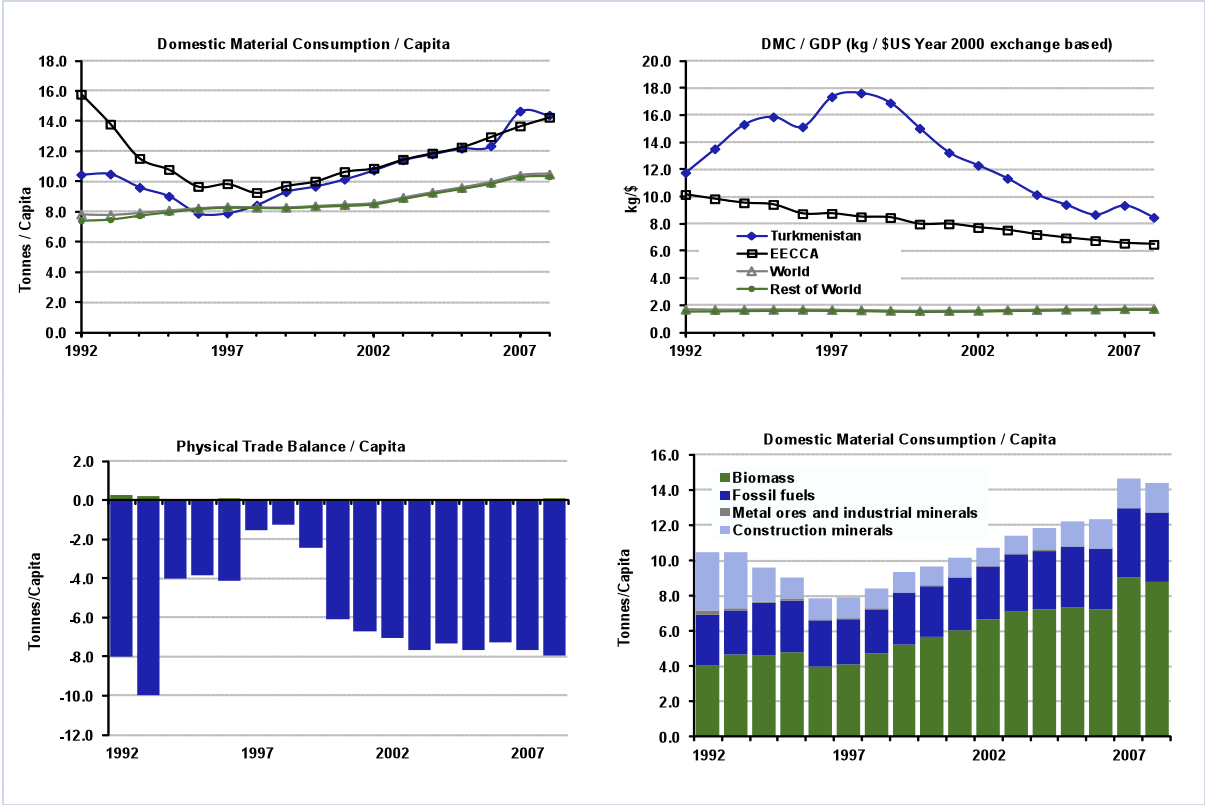 Domestic Material Consumption / Capita
18.0
16.0
14.0
12.0
10.0
8.0
6.0
4.0
2.0
0.0
Tonnes / Capita
1992 1997 2002 2007
DMC / GDP (kg / $US Year 2000 exchange based)
20.0
18.0
16.0
14.0
12.0
10.0
8.0
6.0
4.0
2.0
0.0
kg/$
Turkmenistan
EECCA
World
Rest of World
1992 1997 2002 2007
Physical Trade Balance / Capita
2.0
0.0
-2.0
-4.0
-6.0
-8.0
-10.0
-12.0
Tonnes/Capita
1992 1997 2002 2007
Domestic Material Consumption / Capita
16.0
14.0
12.0
10.0
8.0
6.0
4.0
2.0
0.0
Tonnes/Capita
Biomass
Fossil fuels
Metal ores and industrial minerals
Construction minerals
1992 1997 2002 2007